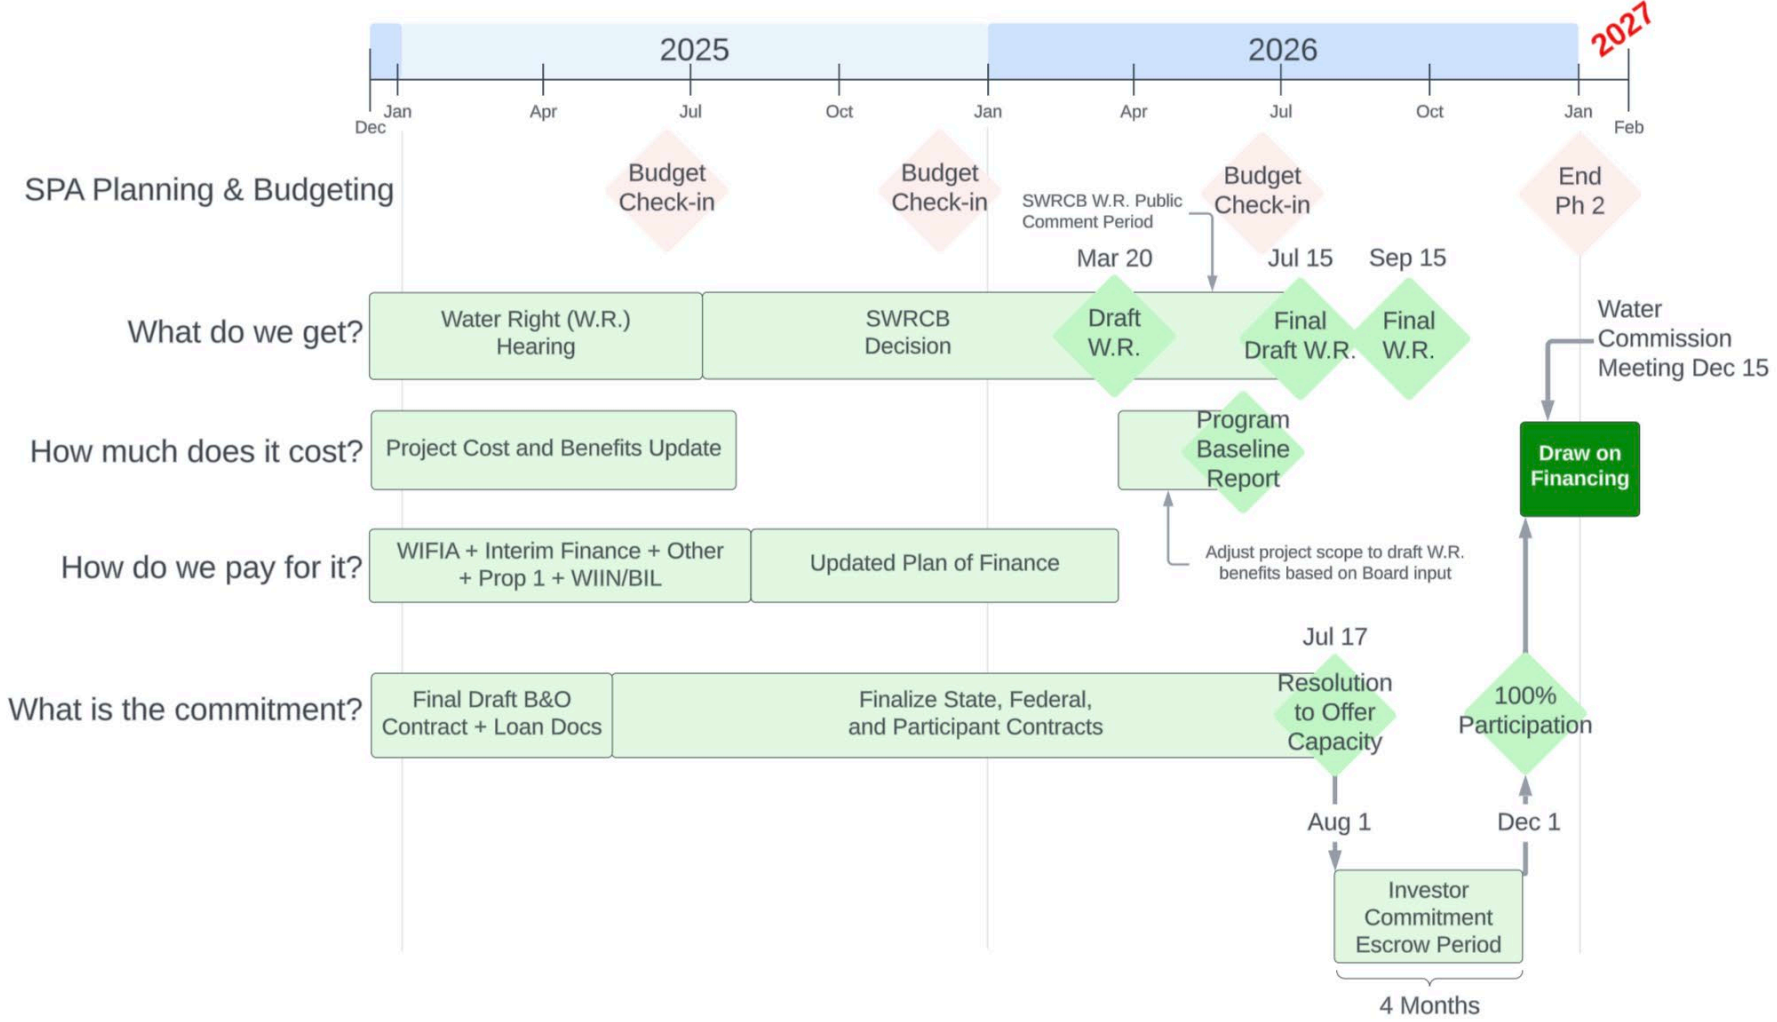 2025
2026
2027
Dec
Jan
Apr
Jul
Oct
Jan
Apr
Jul
Oct
Jan
Feb
SPA Planning & Budgeting
Budget
Check-in
Budget
Check-in
SWRCB W.R. Public
Comment Period
Budget
Check-in
End
Ph 2
What do we get?
Water Right (W.R.)
Hearing
SWRCB
Decision
Mar 20
Draft
W.R.
Jul 15
Final
Draft W.R.
Sep 15
Final
W.R.
Water
Commission
Meeting Dec 15
How much does it cost?
Project Cost and Benefits Update
Program
Baseline
Report
Draw on
Financing
How do we pay for it?
WIFIA + Interim Finance + Other
+ Prop 1 + WIIN/BIL
Updated Plan of Finance
Adjust project scope to draft W.R.
benefits based on Board input
What is the commitment?
Final Draft B&O
Contract + Loan Docs
Finalize State, Federal,
and Participant Contracts
Jul 17
Resolution
to Offer
Capacity
100%
Participation
Aug 1
Dec 1
Investor
Commitment
Escrow Period
4 Months